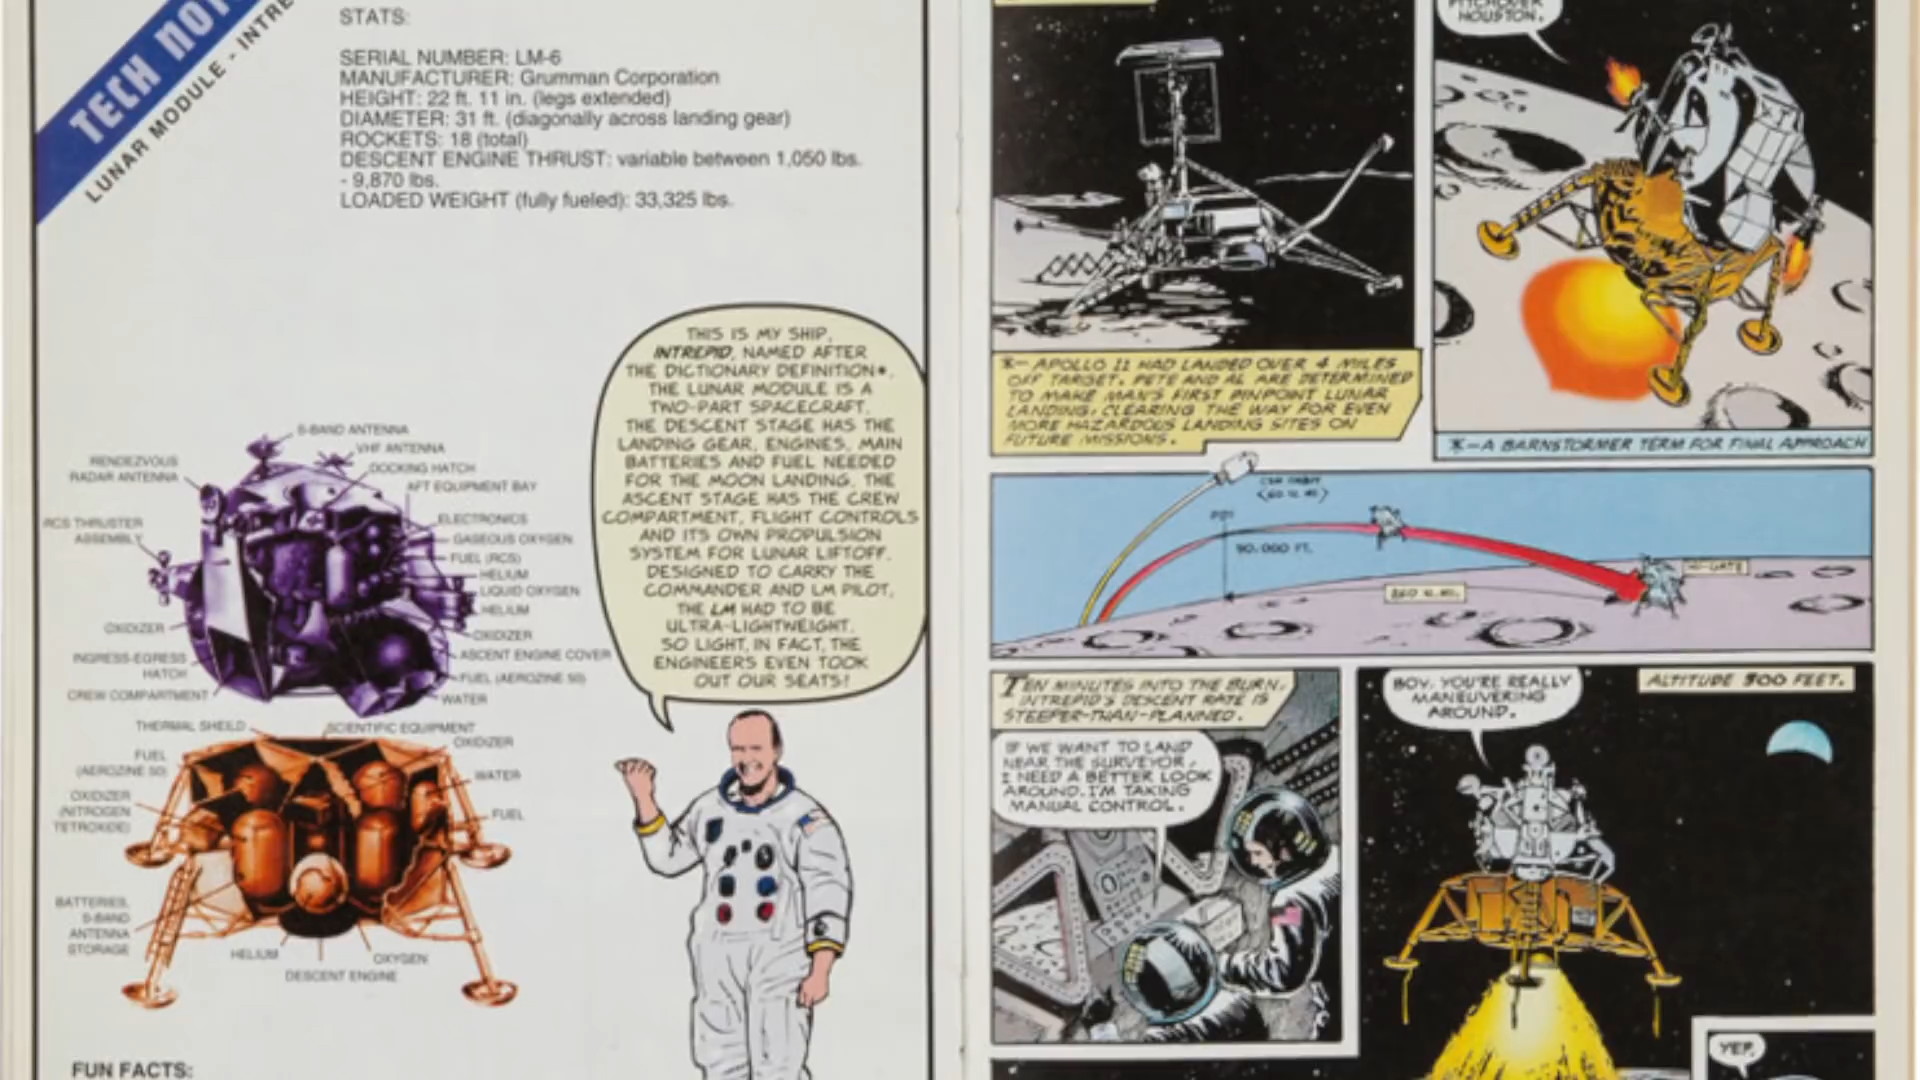 TECH NOT
LUNAR MODULE - INTRE
STATS:
SERIAL NUMBER: LM-6
MANUFACTURER: Grumman Corporation
HEIGHT: 22 ft. 11 in. (legs extended)
DIAMETER: 31 ft. (diagonally across landing gear)
ROCKETS: 18 (total)
DESCENT ENGINE THRUST: variable between 1,050 lbs.
- 9,870 lbs.
LOADED WEIGHT (fully fueled): 33,325 lbs.
THIS IS MY SHIP,
INTREPID, NAMED AFTER
THE DICTIONARY DEFINITION*.
THE LUNAR MODULE IS A
TWO-PART SPACECRAFT.
THE DESCENT STAGE HAS THE
LANDING GEAR, ENGINES, MAIN
BATTERIES AND FUEL NEEDED
FOR THE MOON LANDING. THE
ASCENT STAGE HAS THE CREW
COMPARTMENT, FLIGHT CONTROLS
AND ITS OWN PROPULSION
SYSTEM FOR LUNAR LIFTOFF.
DESIGNED TO CARRY THE
COMMANDER AND LM PILOT,
THE LM HAD TO BE
ULTRA-LIGHTWEIGHT.
SO LIGHT, IN FACT, THE
ENGINEERS EVEN TOOK
OUT OUR SEATS!
S-BAND ANTENNA
VHF ANTENNA
DOCKING HATCH
AFT EQUIPMENT BAY
ELECTRONICS
GASEOUS OXYGEN
FUEL (RCS)
HELIUM
LIQUID OXYGEN
HELIUM
OXIDIZER
ASCENT ENGINE COVER
FUEL (AEROZINE 50)
WATER
RENDEZVOUS
RADAR ANTENNA
RCS THRUSTER
ASSEMBLY
OXIDIZER
INGRESS-EGRESS
HATCH
CREW COMPARTMENT
THERMAL SHEILD
SCIENTIFIC EQUIPMENT
OXIDIZER
WATER
FUEL
FUEL
(AEROZINE 50)
OXIDIZER
(NITROGEN
TETROXIDE)
BATTERIES,
S-BAND
ANTENNA
STORAGE
HELIUM
OXYGEN
DESCENT ENGINE
FUN FACTS:
PITCHOVER
HOUSTON.
*- APOLLO 11 HAD LANDED OVER 4 MILES
OFF TARGET. PETE AND AL ARE DETERMINED
TO MAKE MAN'S FIRST PINPOINT LUNAR
LANDING, CLEARING THE WAY FOR EVEN
MORE HAZARDOUS LANDING SITES ON
FUTURE MISSIONS.
*-A BARNSTORMER TERM FOR FINAL APPROACH
CSM ORBIT
(60 N. MI)
PDI
50,000 FT.
260 N. MI.
HI-GATE
TEN MINUTES INTO THE BURN,
INTREPID'S DESCENT RATE IS
STEEPER-THAN-PLANNED.
IF WE WANT TO LAND
NEAR THE SURVEYOR,
I NEED A BETTER LOOK
AROUND. I'M TAKING
MANUAL CONTROL.
BOY, YOU'RE REALLY
MANEUVERING
AROUND.
ALTITUDE 300 FEET.
YEP.